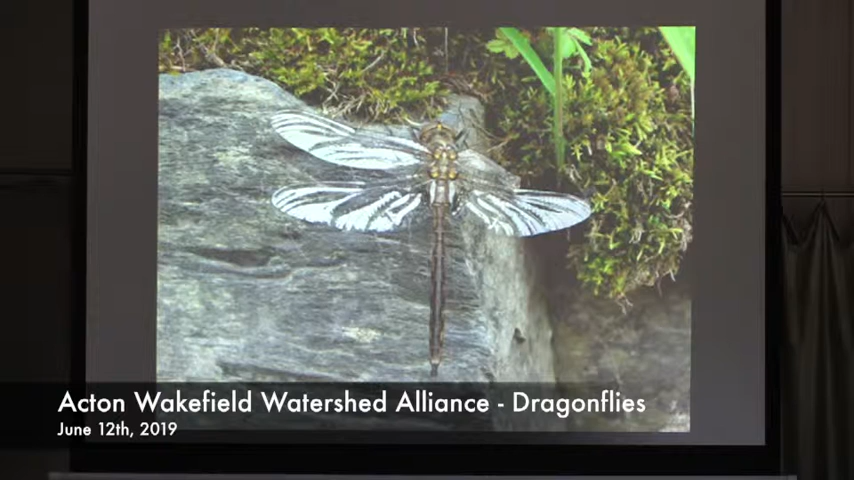 Acton Wakefield Watershed Alliance - Dragonflies
June 12th, 2019